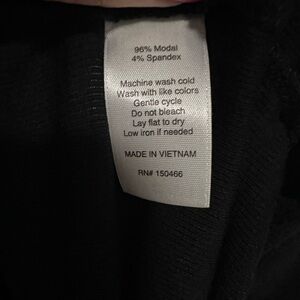 96% Modal
4% Spandex
Machine wash cold
Wash with like colors
Gentle cycle
Do not bleach
Lay flat to dry
Low iron if needed
MADE IN VIETNAM
RN# 150466